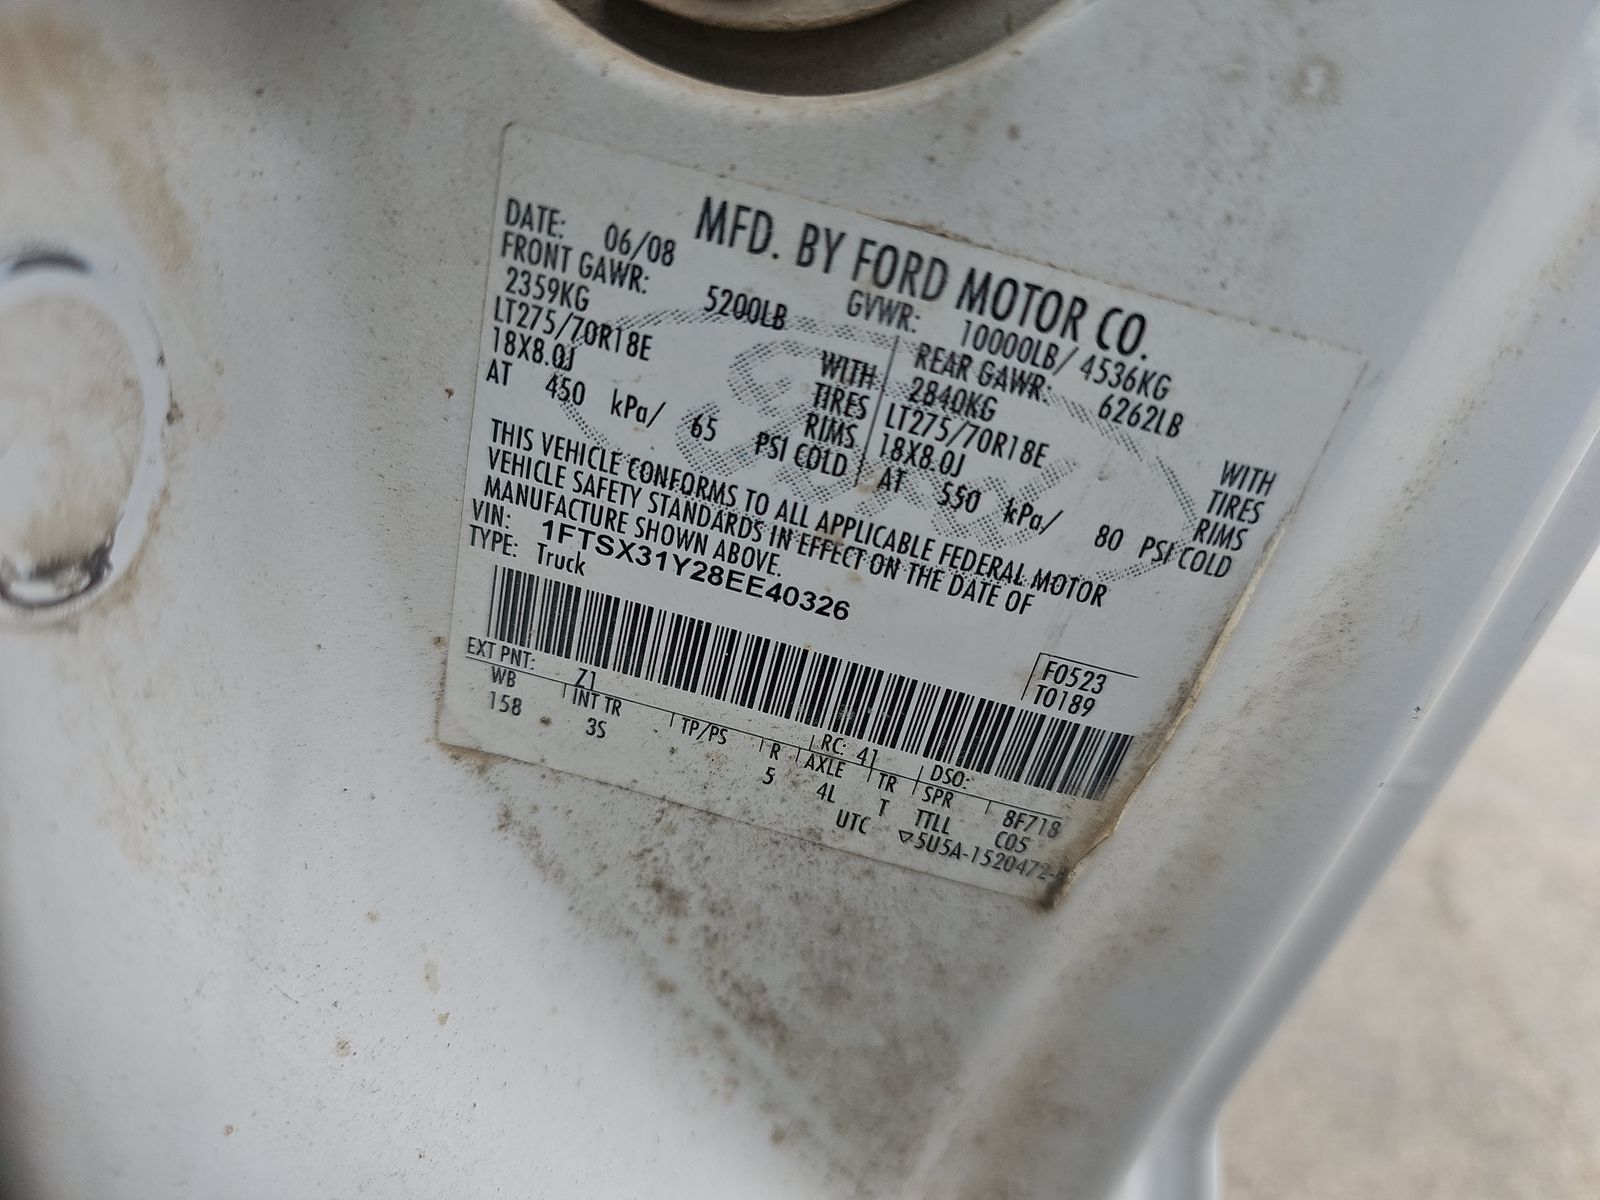 MFD. BY FORD MOTOR CO.
DATE: 06/08 GVWR: 10000LB/ 4536KG
FRONT GAWR: 5200LB REAR GAWR: 6262LB
2359KG WITH 2840KG WITH
LT275/70R18E TIRES LT275/70R18E TIRES
18X8.0J RIMS 18X8.0J RIMS
AT 450 kPa/ 65 PSI COLD AT 550 kPa/ 80 PSI COLD
THIS VEHICLE CONFORMS TO ALL APPLICABLE FEDERAL MOTOR
VEHICLE SAFETY STANDARDS IN EFFECT ON THE DATE OF
MANUFACTURE SHOWN ABOVE.
VIN: 1FTSX31Y28EE40326
TYPE: Truck
F0523
T0189
EXT PNT: Z1 RC: 41 DSO:
WB INT TR TP/PS R AXLE TR SPR 8F718
158 3S 5 4L T TTLL C05
UTC ▽5U5A-1520472-